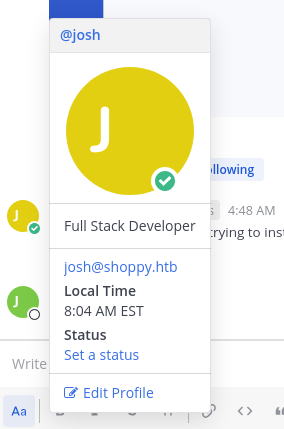 @josh
J
Full Stack Developer
josh@shoppy.htb
Local Time
8:04 AM EST
Status
Set a status
Edit Profile
llowing
J
s 4:48 AM
trying to inst
J
Write
Aa